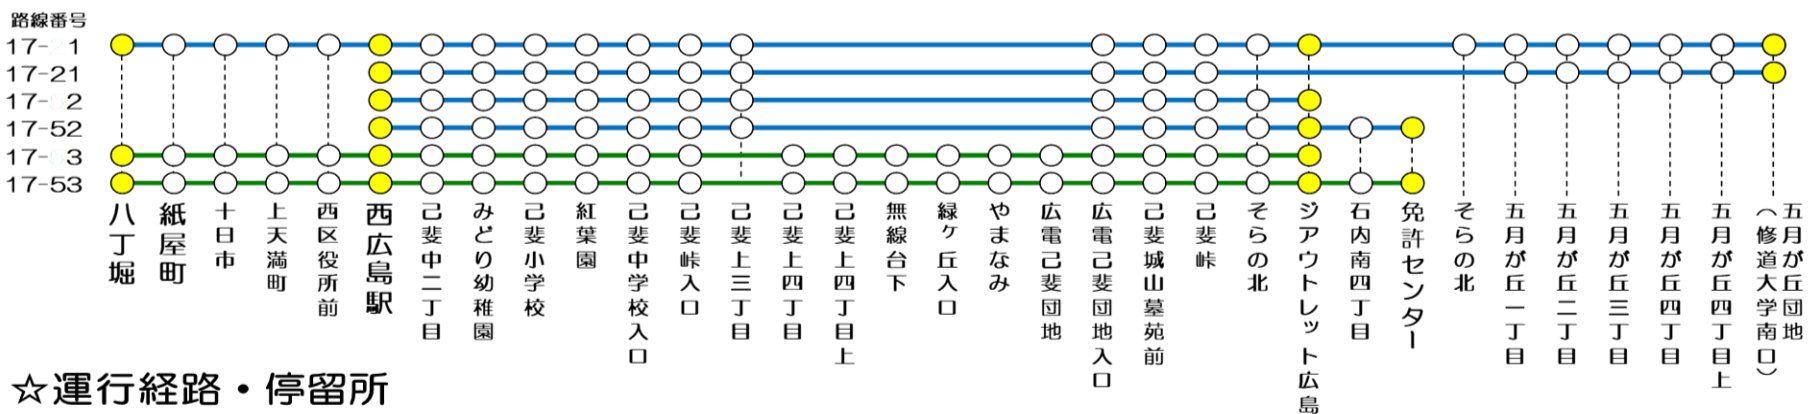 路線番号
17- 1
17-21
17- 2
17-52
17- 3
17-53
八丁堀
紙屋町
十日市
上天満町
西区役所前
西広島駅
己斐中二丁目
みどり幼稚園
己斐小学校
紅葉園
己斐中学校入口
己斐峠入口
己斐上三丁目
己斐上四丁目
己斐上四丁目上
無線台下
緑ヶ丘入口
やまなみ
広電己斐団地
広電己斐団地入口
己斐城山墓苑前
己斐峠
そらの北
ジアウトレット広島
石内南四丁目
免許センター
そらの北
五月が丘一丁目
五月が丘二丁目
五月が丘三丁目
五月が丘四丁目
五月が丘四丁目上
五月が丘団地
（修道大学南口）
☆運行経路・停留所